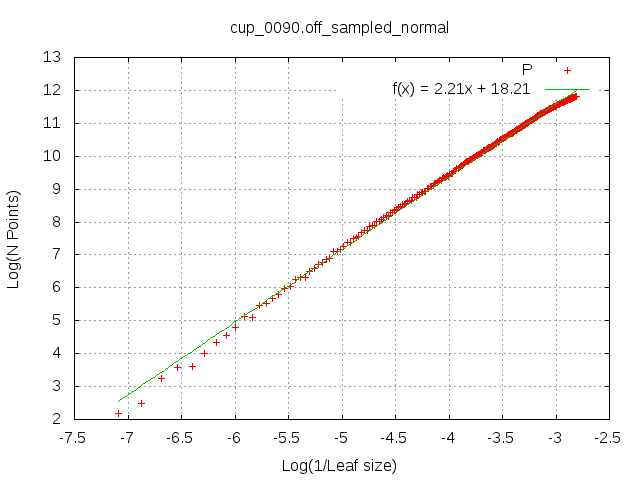 cup_0090.off_sampled_normal
13
12
11
10
9
8
7
6
5
4
3
2
Log(N Points)
P
f(x) = 2.21x + 18.21
-7.5 -7 -6.5 -6 -5.5 -5 -4.5 -4 -3.5 -3 -2.5
Log(1/Leaf size)